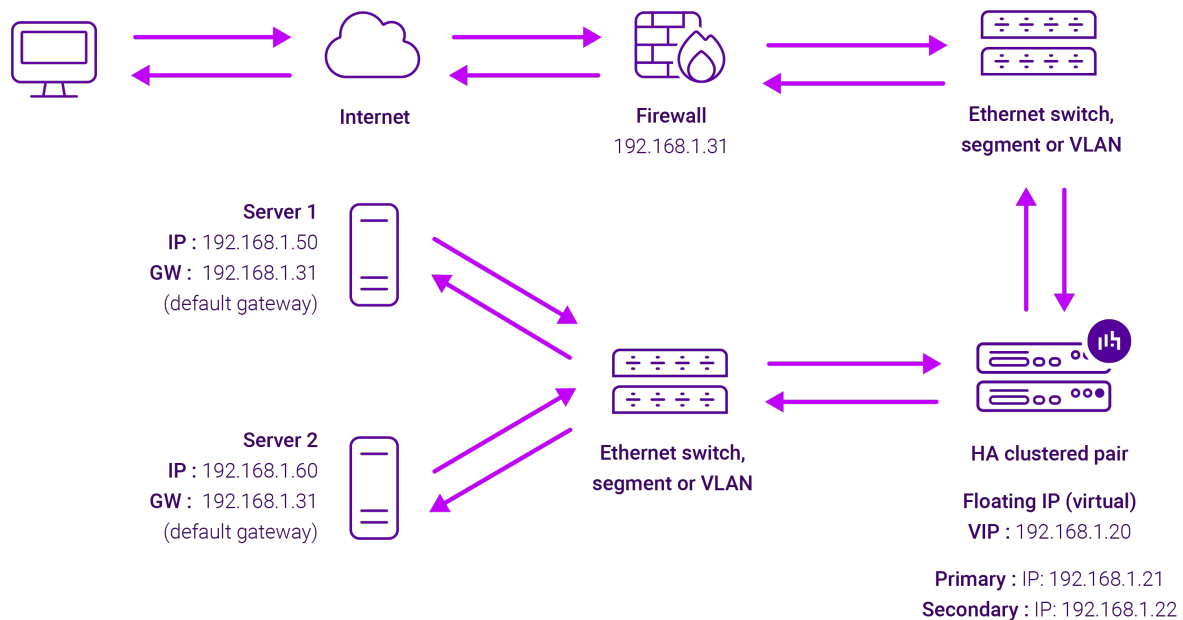 Internet
Firewall
192.168.1.31
Ethernet switch,
segment or VLAN
Server 1
IP : 192.168.1.50
GW : 192.168.1.31
(default gateway)
Server 2
IP : 192.168.1.60
GW : 192.168.1.31
(default gateway)
Ethernet switch,
segment or VLAN
HA clustered pair
Floating IP (virtual)
VIP : 192.168.1.20
Primary : IP: 192.168.1.21
Secondary : IP: 192.168.1.22